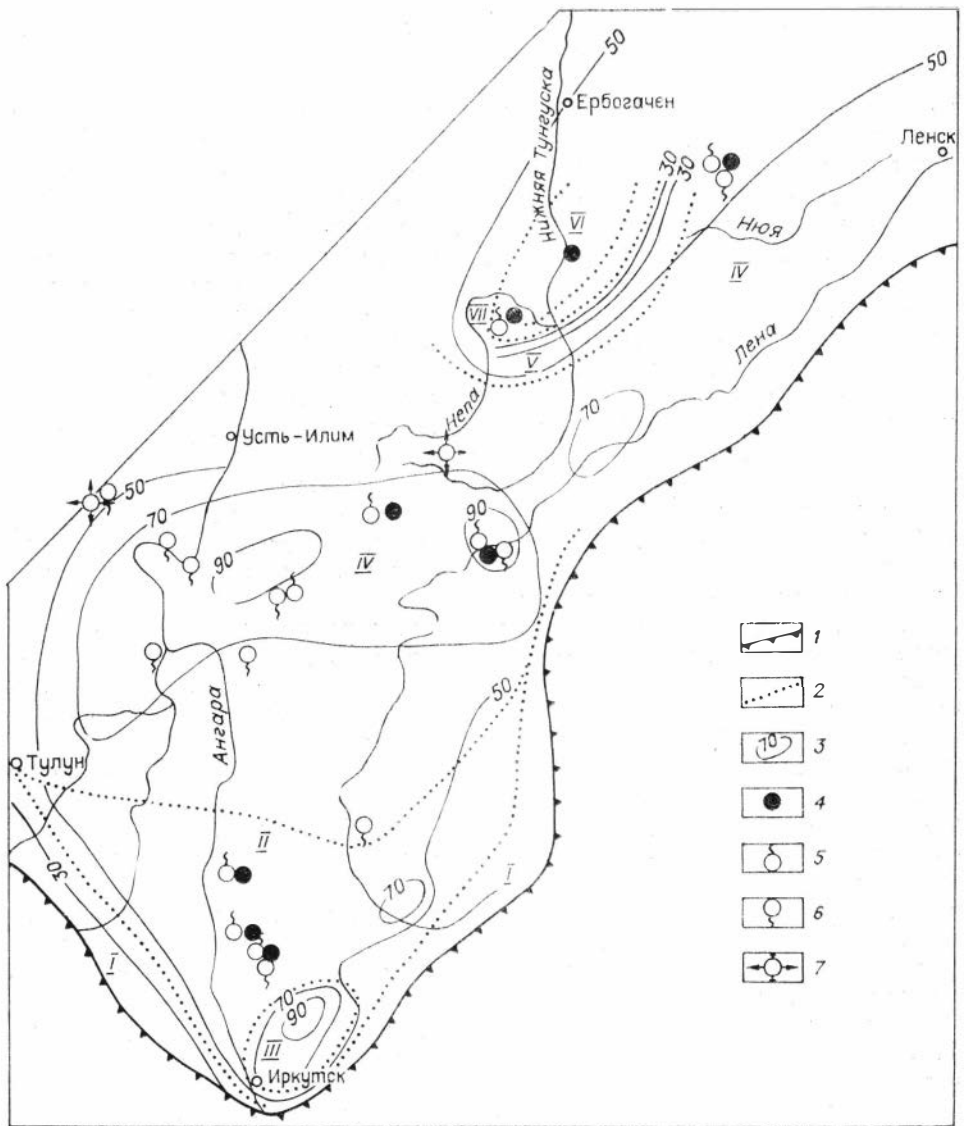 50
50
Нижняя Тунгуска
Ербогачен
Ленск
30
30
VI
Нюя
IV
VII
V
Лена
Непа
70
Усть-Илим
50
70
90
90
IV
1
2
70
3
4
5
6
7
50
Ангара
Тулун
II
I
30
70
I
70
90
III
Иркутск